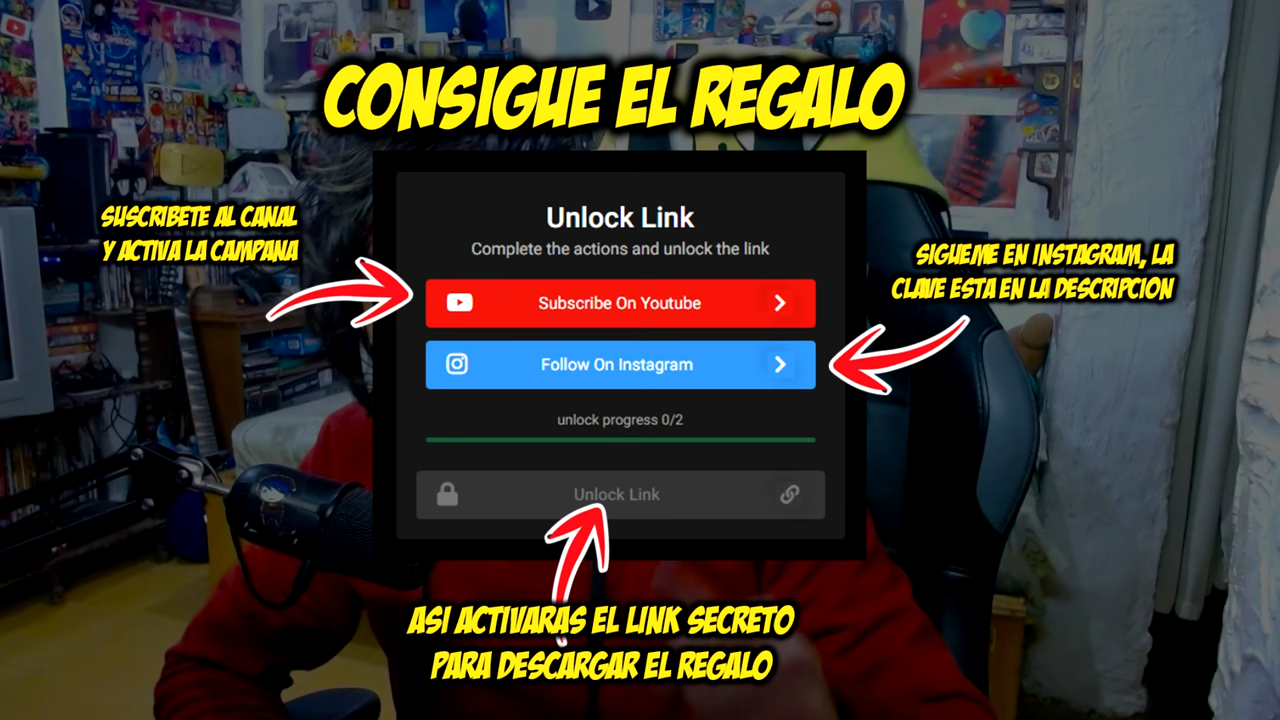 CONSIGUE EL REGALO
SUSCRIBETE AL CANAL
Y ACTIVA LA CAMPANA
Unlock Link
Complete the actions and unlock the link
Subscribe On Youtube
SIGUEME EN INSTAGRAM, LA
CLAVE ESTA EN LA DESCRIPCION
Follow On Instagram
unlock progress 0/2
Unlock Link
ASI ACTIVARAS EL LINK SECRETO
PARA DESCARGAR EL REGALO